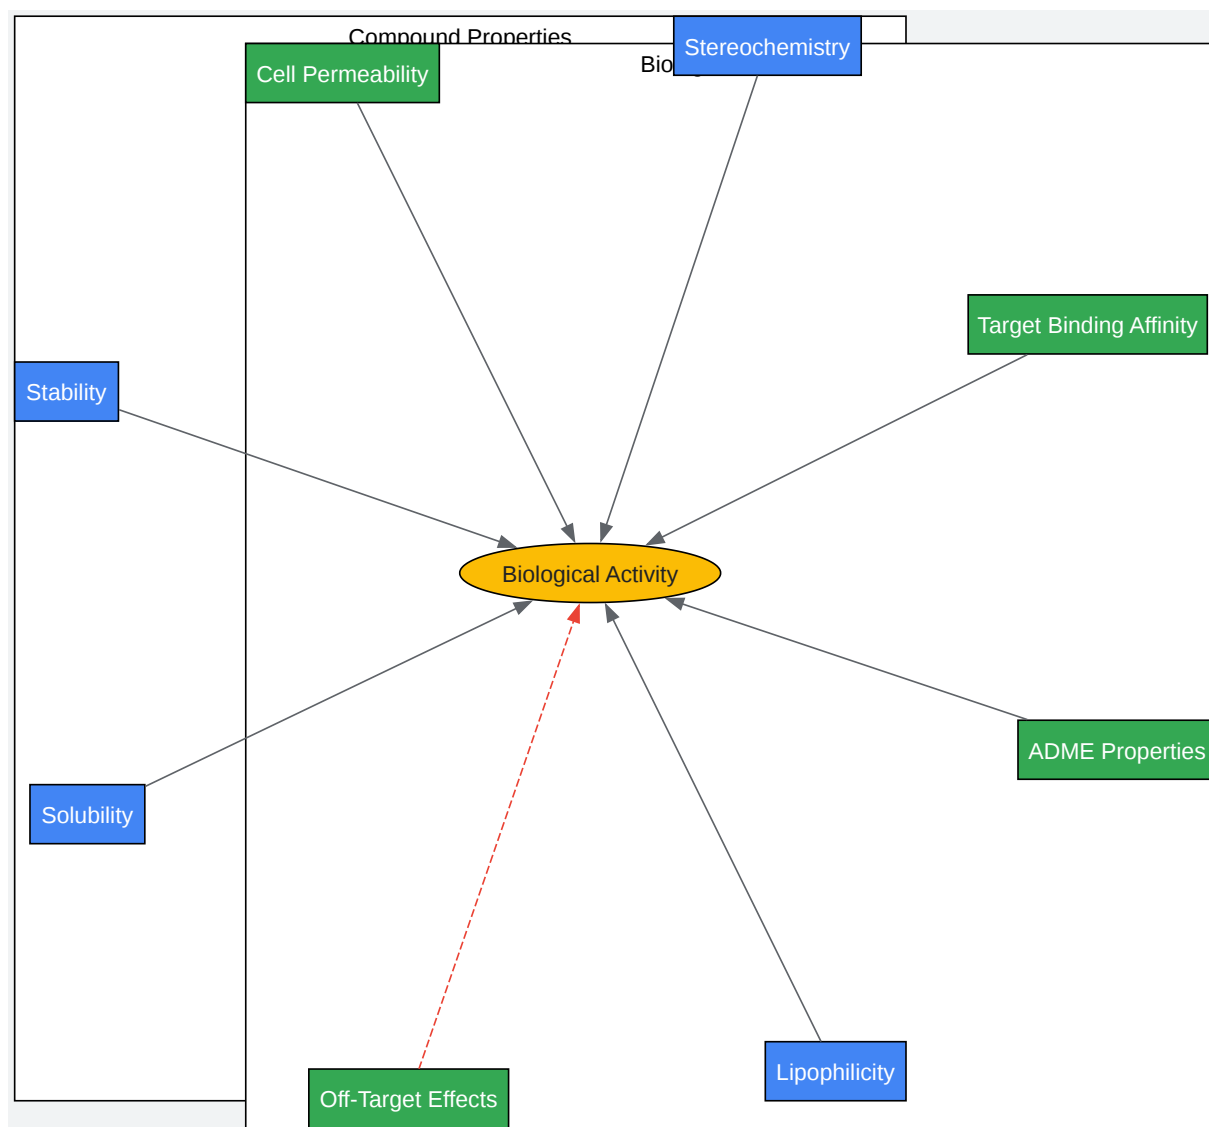 Compound Properties
Stereochemistry
Cell Permeability
Target Binding Affinity
Stability
Biological Activity
ADME Properties
Solubility
Lipophilicity
Off-Target Effects